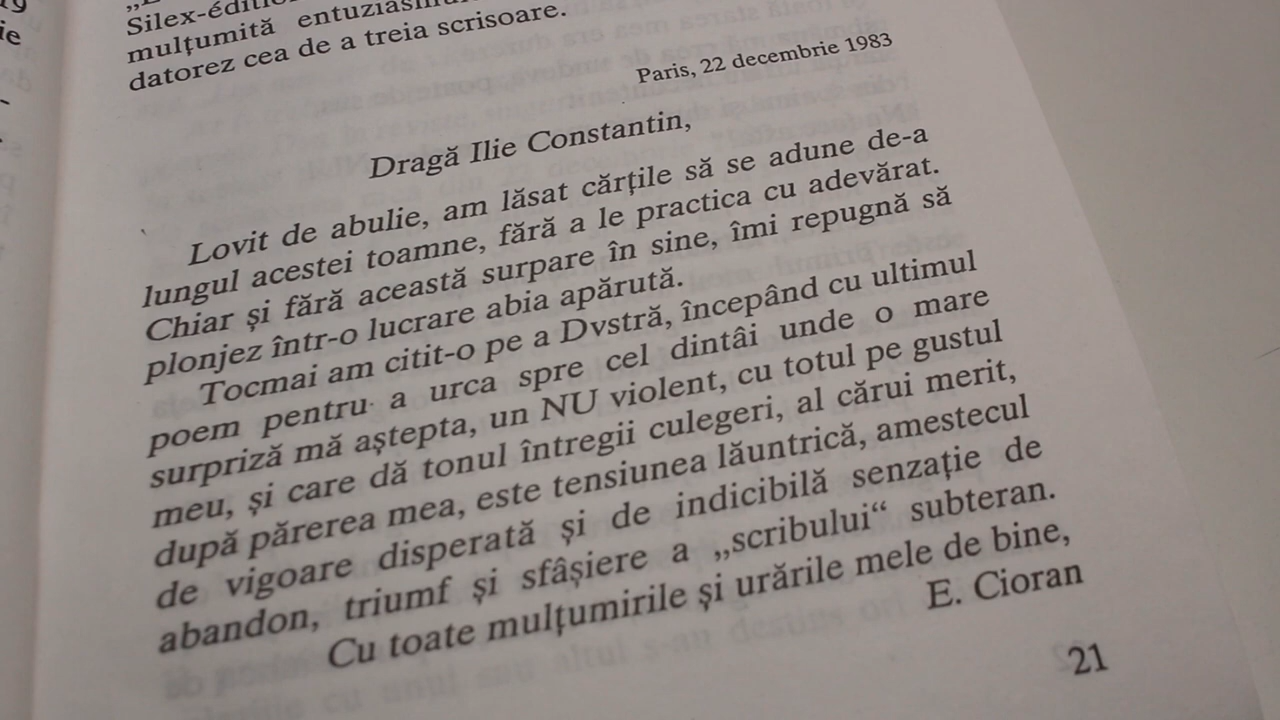 Silex-éditio
mulțumită entuziasmu
datorez cea de a treia scrisoare.
Paris, 22 decembrie 1983
Dragă Ilie Constantin,
Lovit de abulie, am lăsat cărțile să se adune de-a
lungul acestei toamne, fără a le practica cu adevărat.
Chiar și fără această surpare în sine, îmi repugnă să
plonjez într-o lucrare abia apărută.
Tocmai am citit-o pe a Dvstră, începând cu ultimul
poem pentru a urca spre cel dintâi unde o mare
surpriză mă aștepta, un NU violent, cu totul pe gustul
meu, și care dă tonul întregii culegeri, al cărui merit,
după părerea mea, este tensiunea lăuntrică, amestecul
de vigoare disperată și de indicibilă senzație de
abandon, triumf și sfâșiere a „scribului“ subteran.
Cu toate mulțumirile și urările mele de bine,
E. Cioran
21